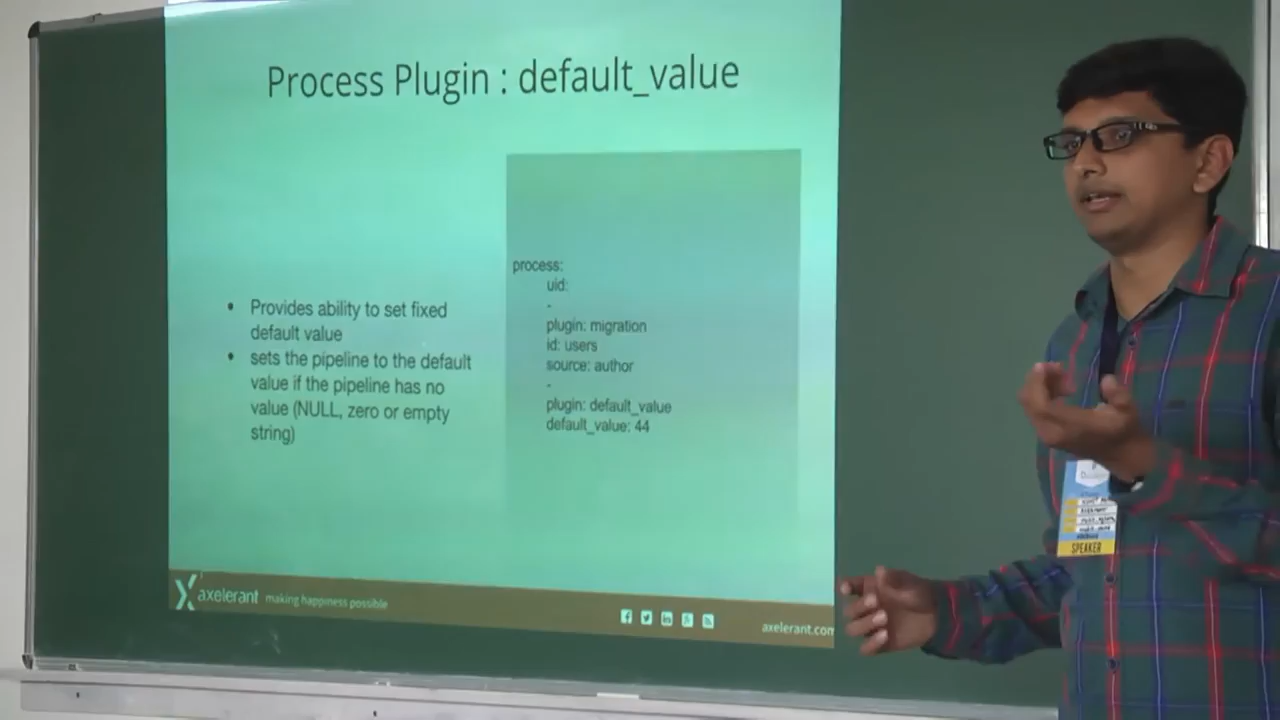 Process Plugin : default_value
• Provides ability to set fixed
default value
• sets the pipeline to the default
value if the pipeline has no
value (NULL, zero or empty
string)
process:
uid:
-
plugin: migration
id: users
source: author
-
plugin: default_value
default_value: 44
axelerant making happiness possible
axelerant.com
SPEAKER